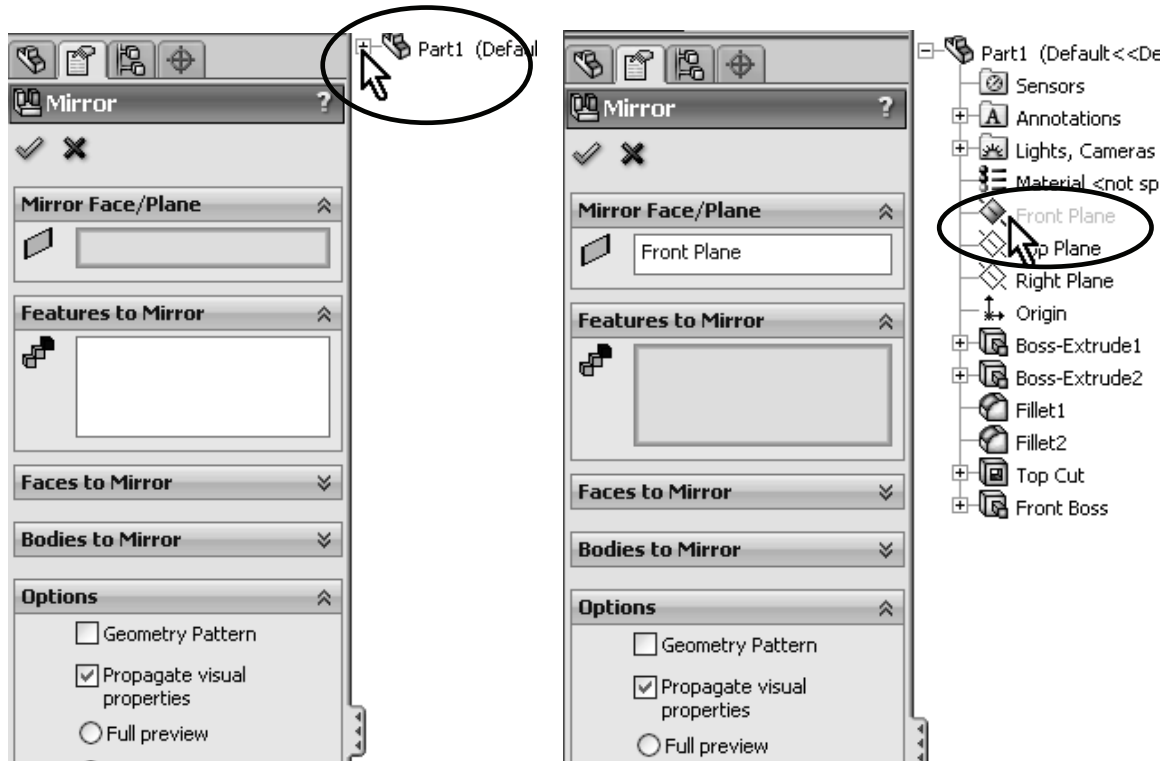 Part1 (Defaul
Mirror
?
Mirror Face/Plane
Features to Mirror
Faces to Mirror
Bodies to Mirror
Options
Geometry Pattern
Propagate visual
properties
Full preview
Mirror
?
Mirror Face/Plane
Front Plane
Features to Mirror
Faces to Mirror
Bodies to Mirror
Options
Geometry Pattern
Propagate visual
properties
Full preview
Part1 (Default<<De
Sensors
A Annotations
Lights, Cameras
Material <not sp
Front Plane
op Plane
Right Plane
Origin
Boss-Extrude1
Boss-Extrude2
Fillet1
Fillet2
Top Cut
Front Boss